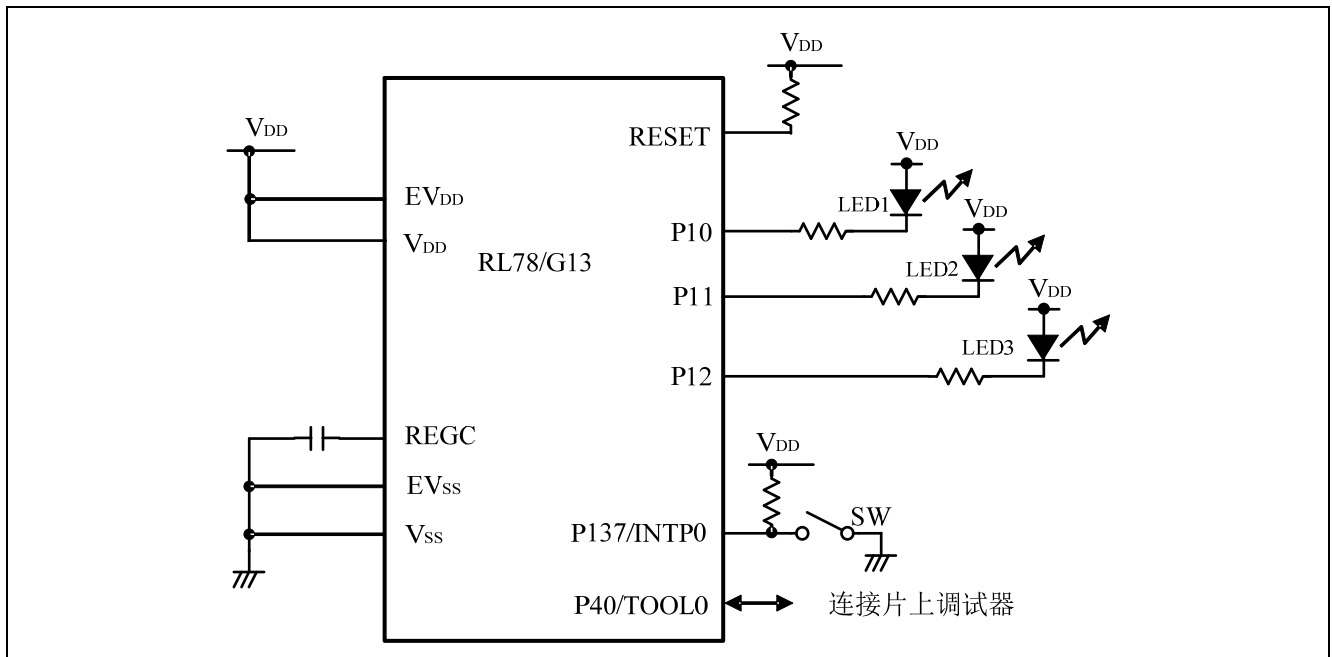 VDD
RESET
VDD
VDD
LED1
EVDD
VDD
P10
VDD
LED2
RL78/G13
P11
VDD
LED3
P12
REGC
VDD
EVSS
SW
VSS
P137/INTP0
P40/TOOL0
连接片上调试器